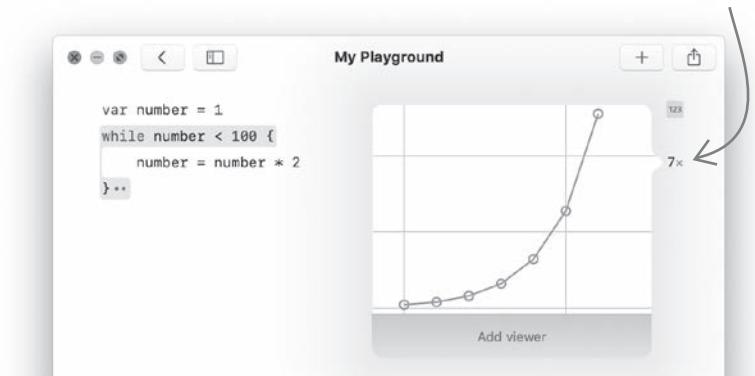 My Playground
var number = 1
while number < 100 {
number = number * 2
}
123
7×
Add viewer